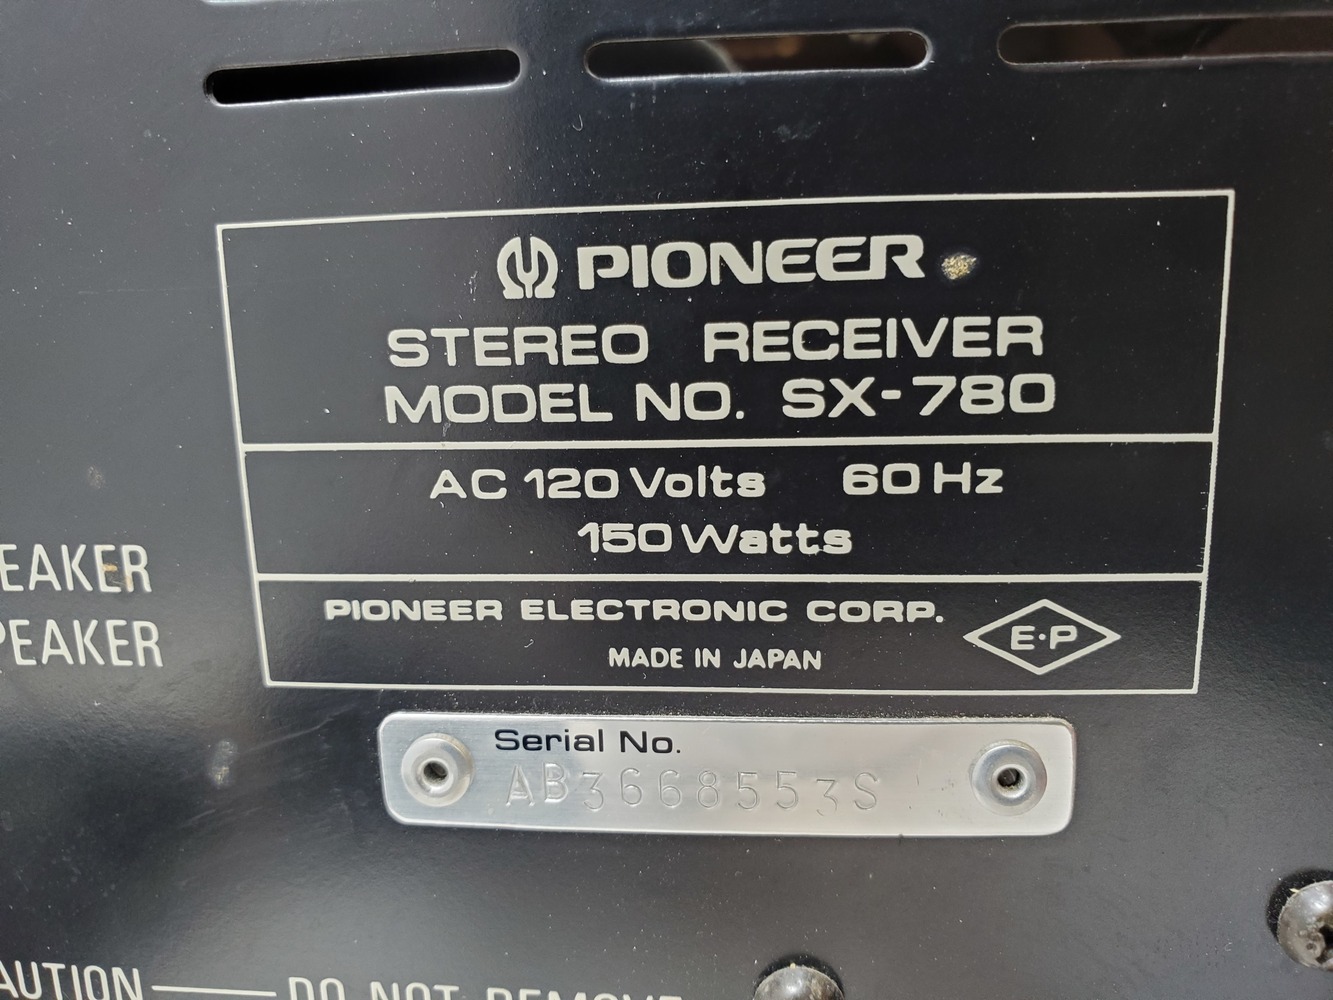 PIONEER
STEREO RECEIVER
MODEL NO. SX-780
AC 120 Volts 60 Hz
150 Watts
EAKER
PEAKER
PIONEER ELECTRONIC CORP.
E·P
MADE IN JAPAN
Serial No.
AB3668553S
AUTION — DO NOT REMOVE